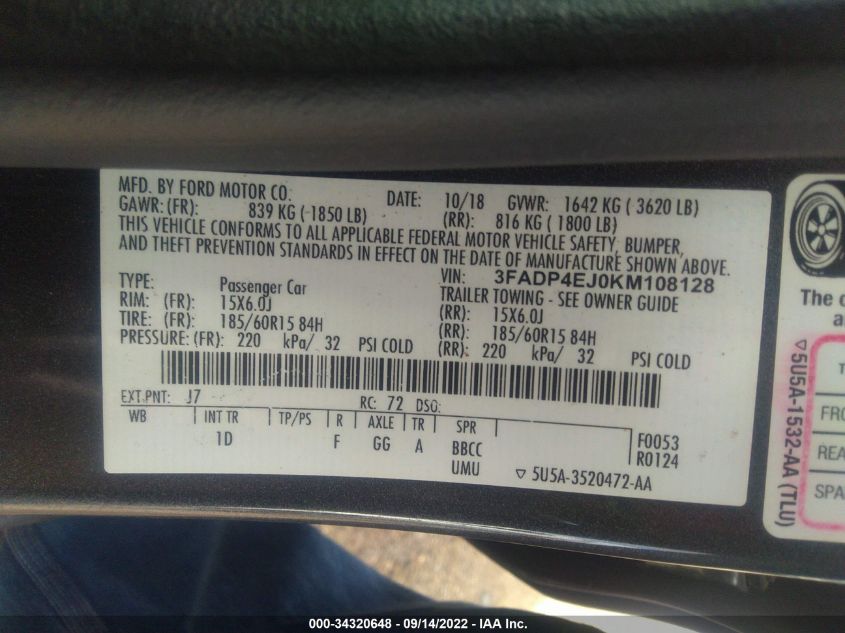 MFD. BY FORD MOTOR CO.
DATE: 10/18 GVWR: 1642 KG ( 3620 LB)
GAWR: (FR): 839 KG ( 1850 LB) (RR): 816 KG ( 1800 LB)
THIS VEHICLE CONFORMS TO ALL APPLICABLE FEDERAL MOTOR VEHICLE SAFETY, BUMPER,
AND THEFT PREVENTION STANDARDS IN EFFECT ON THE DATE OF MANUFACTURE SHOWN ABOVE.
VIN: 3FADP4EJ0KM108128
TYPE: Passenger Car TRAILER TOWING - SEE OWNER GUIDE
RIM: (FR): 15X6.0J (RR): 15X6.0J
TIRE: (FR): 185/60R15 84H (RR): 185/60R15 84H
PRESSURE: (FR): 220 kPa/ 32 PSI COLD (RR): 220 kPa/ 32 PSI COLD
EXT PNT: J7 RC: 72 DSO:
WB INT TR TP/PS R AXLE TR SPR
1D F GG A BBCC F0053
UMU R0124
▽ 5U5A-3520472-AA
The
a
T
FRO
REA
SPA
▽5U5A-1532-AA (TLU)
000-34320648 - 09/14/2022 - IAA Inc.